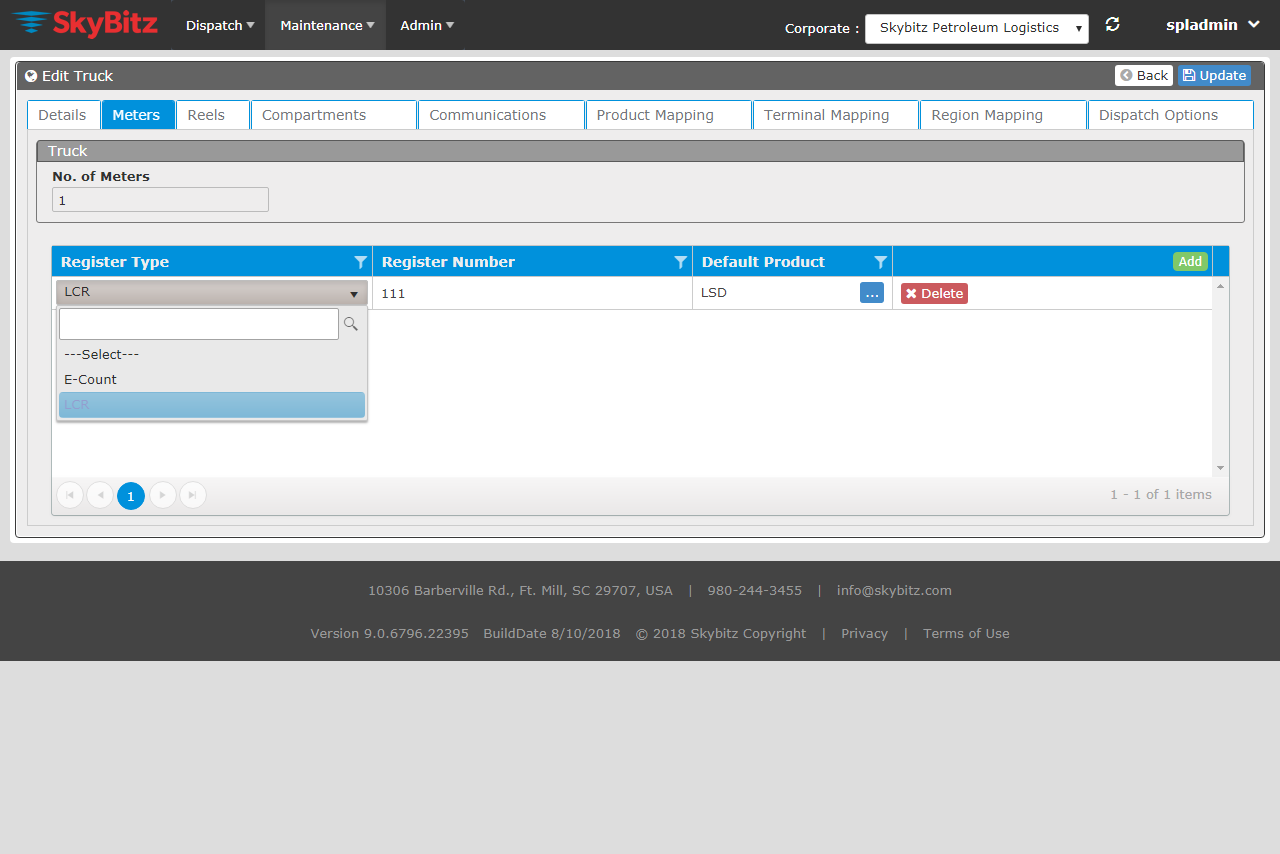 SkyBitz Dispatch Maintenance Admin Corporate : Skybitz Petroleum Logistics spladmin
Edit Truck Back Update
Details Meters Reels Compartments Communications Product Mapping Terminal Mapping Region Mapping Dispatch Options
Truck
No. of Meters
1
Register Type Register Number Default Product Add
LCR 111 LSD ... Delete
---Select---
E-Count
LCR
1 1 - 1 of 1 items
10306 Barberville Rd., Ft. Mill, SC 29707, USA | 980-244-3455 | info@skybitz.com
Version 9.0.6796.22395 BuildDate 8/10/2018 © 2018 Skybitz Copyright | Privacy | Terms of Use